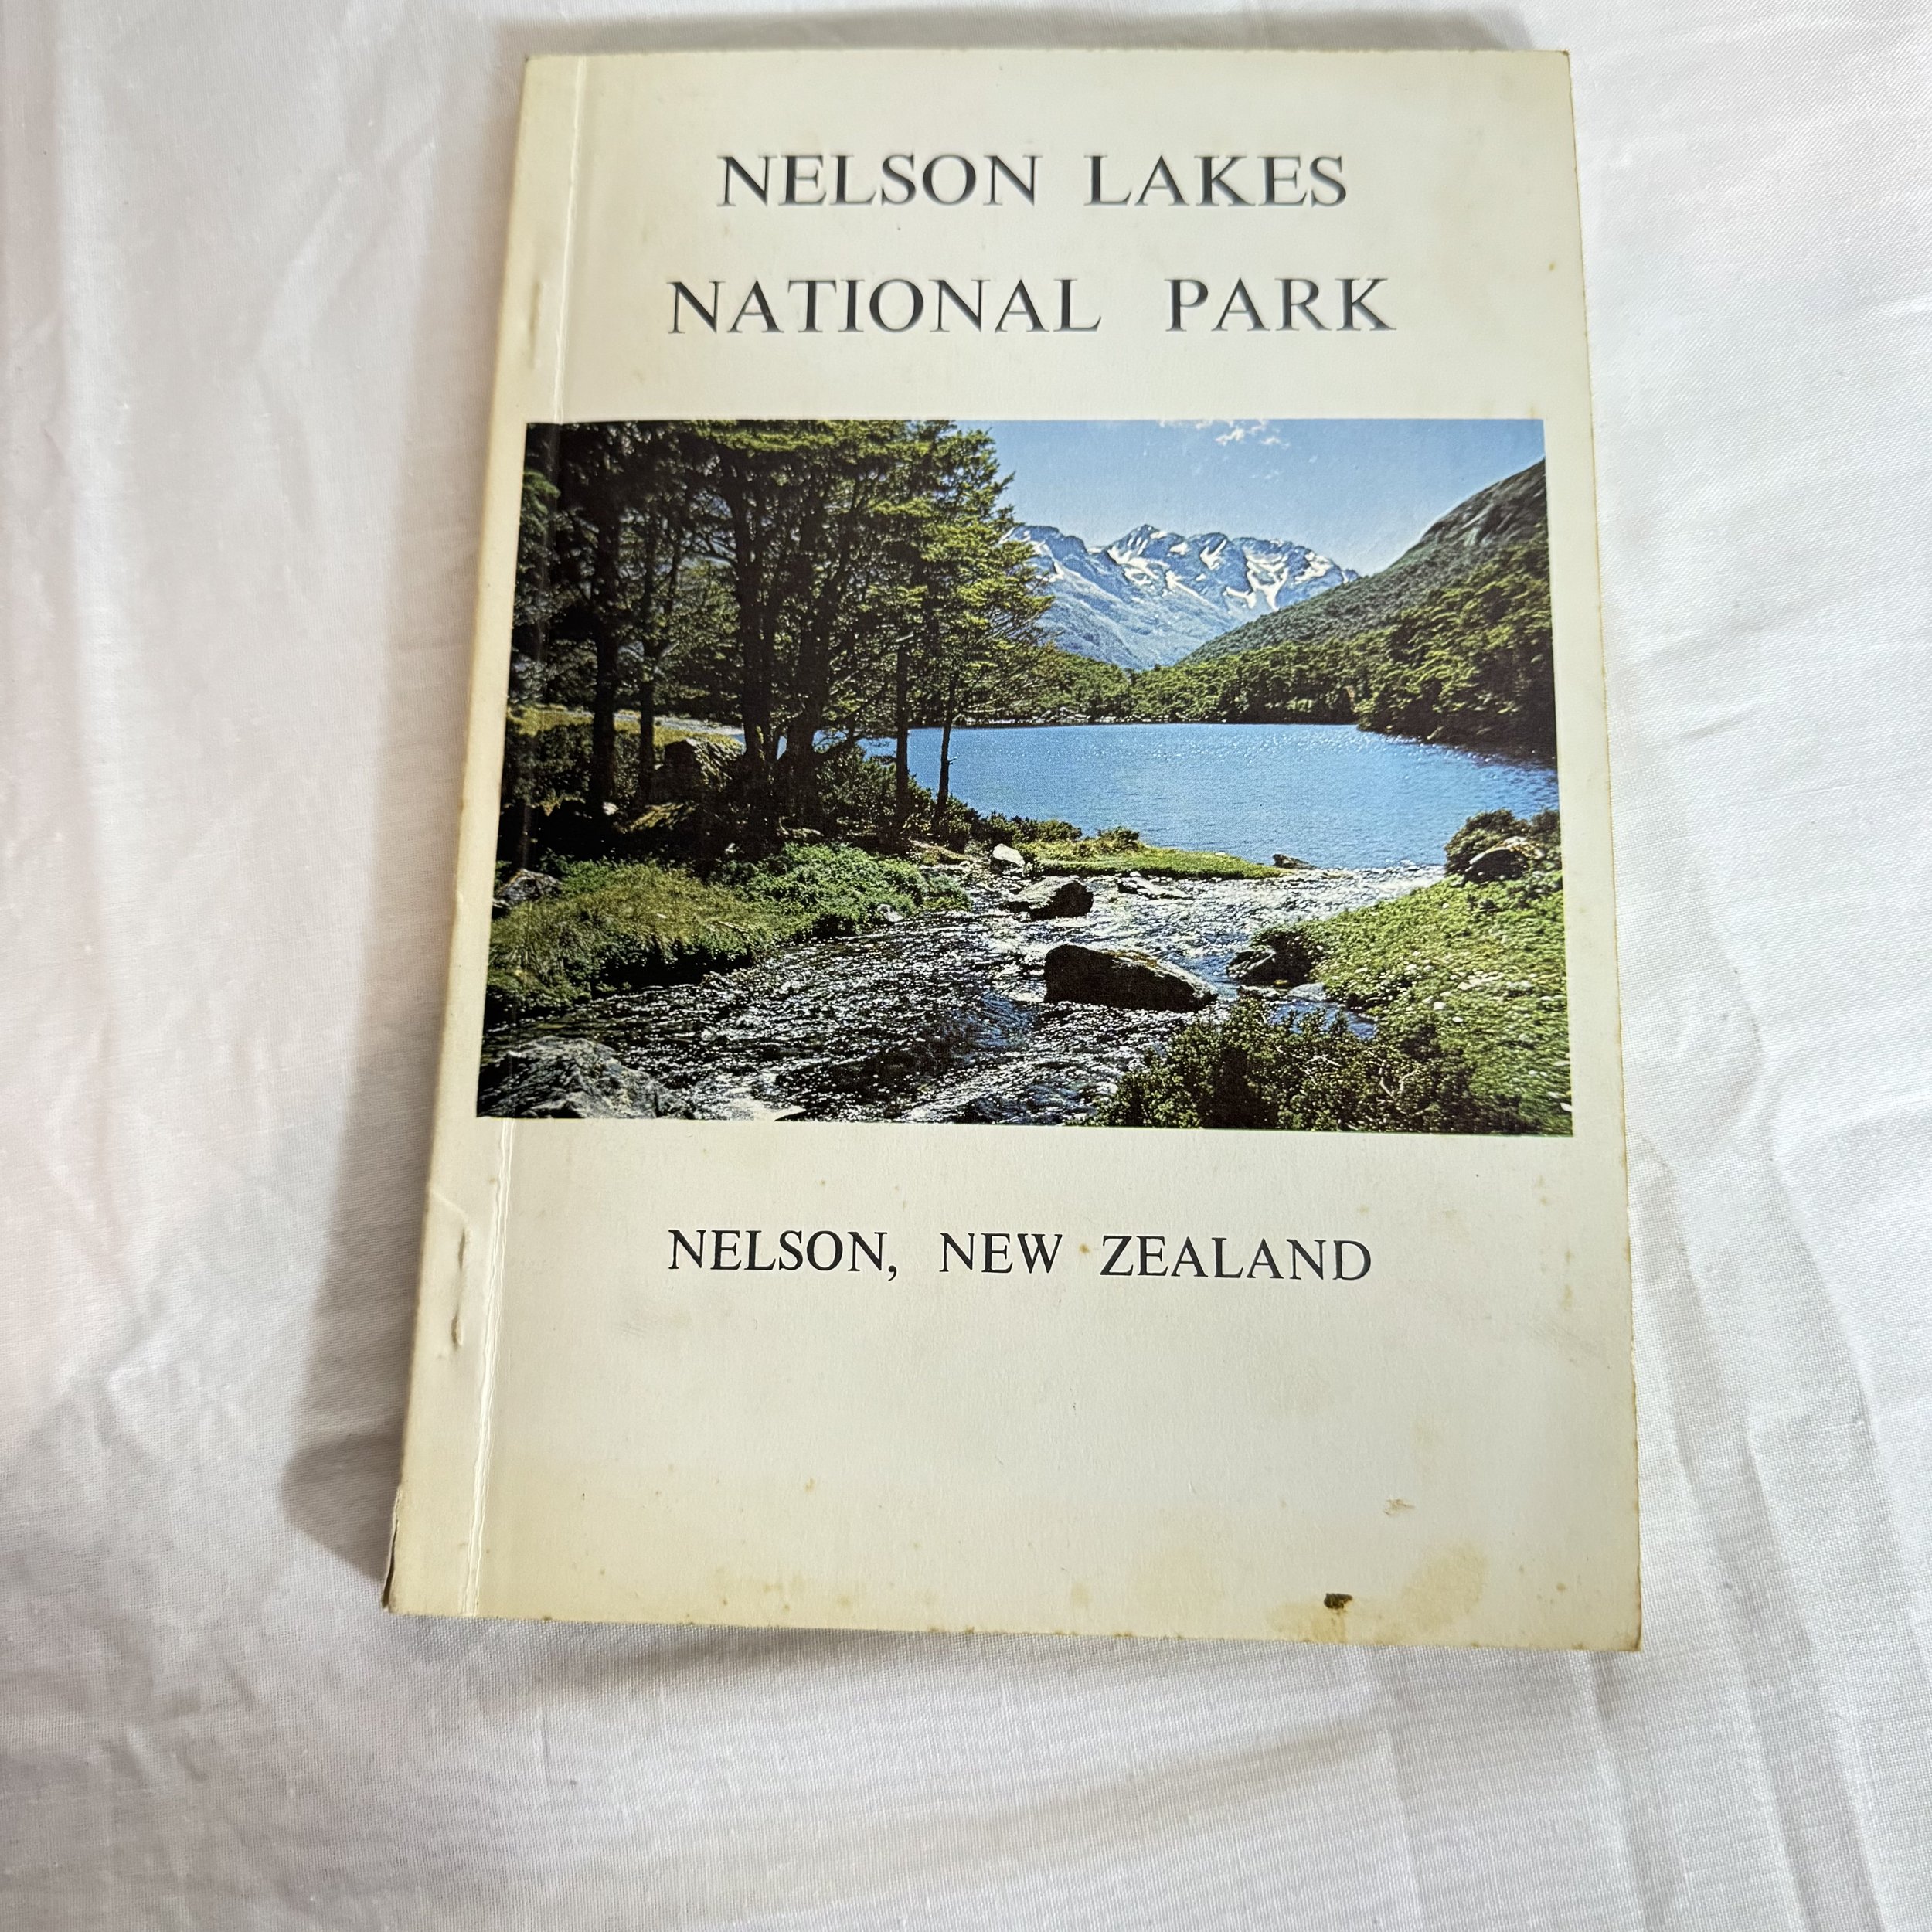 NELSON LAKES
NATIONAL PARK
NELSON, NEW ZEALAND